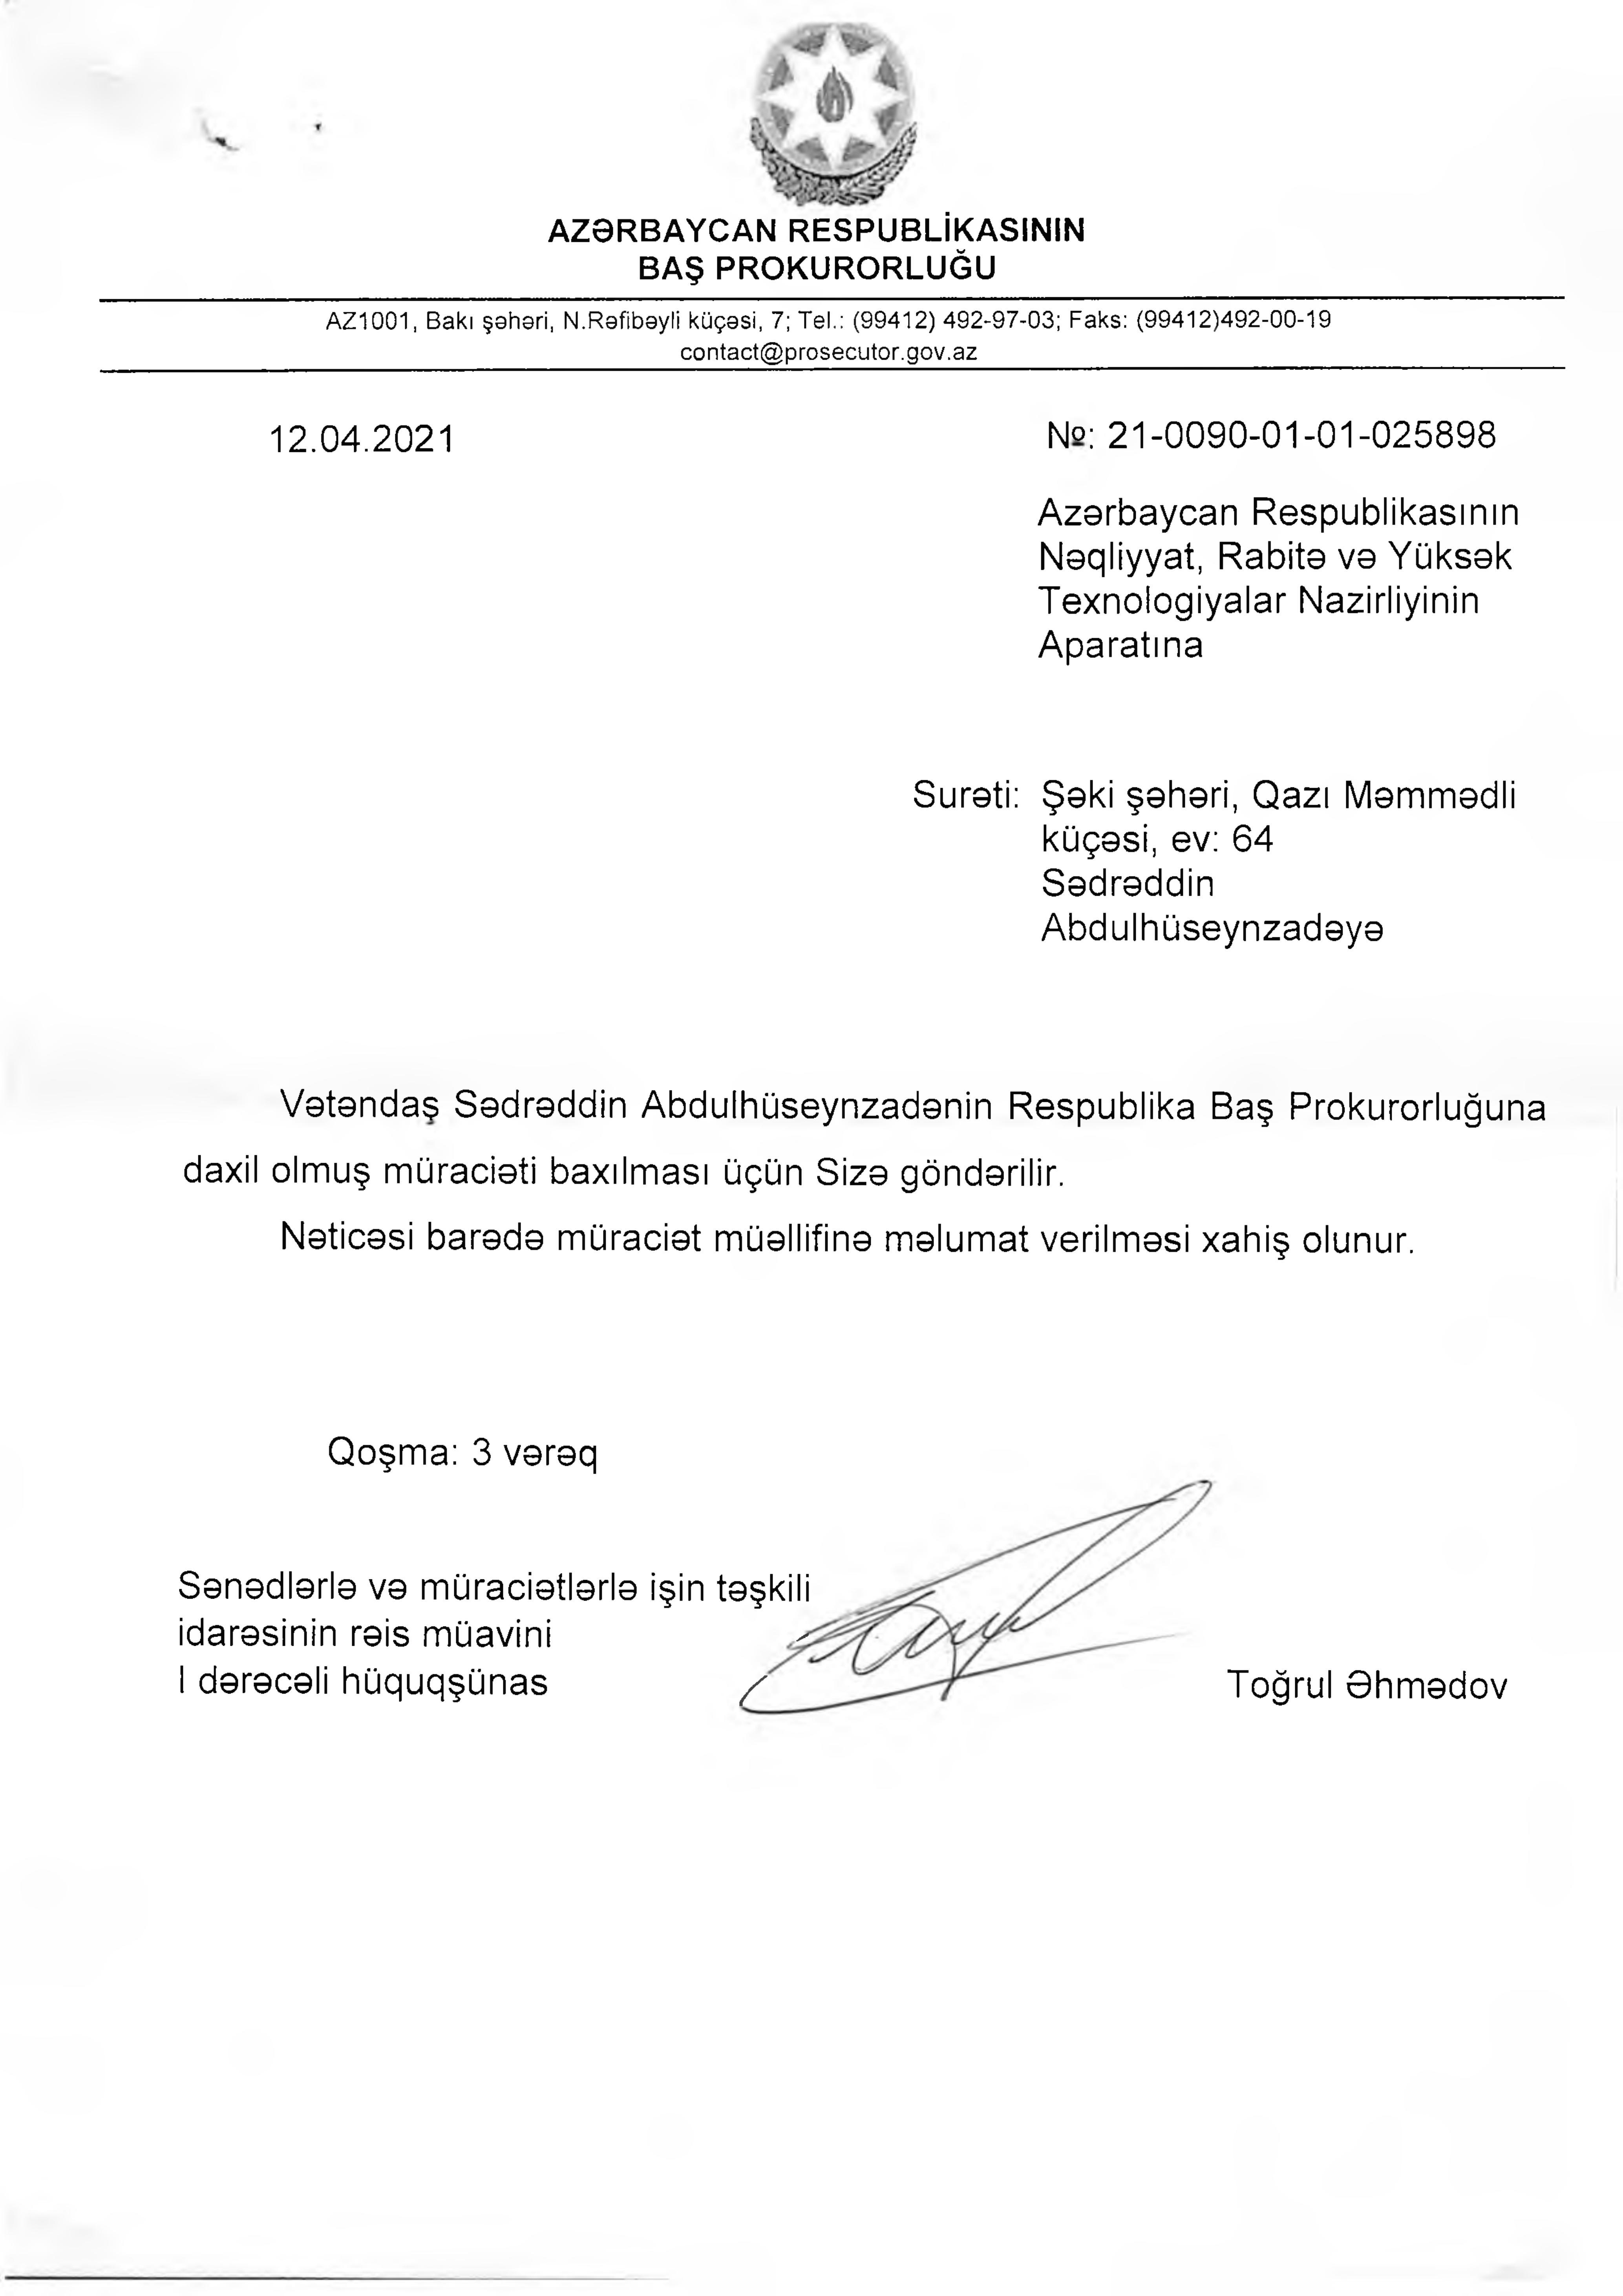 AZƏRBAYCAN RESPUBLİKASININ
BAŞ PROKURORLUĞU
AZ1001, Bakı şəhəri, N.Rəfibəyli küçəsi, 7; Tel.: (99412) 492-97-03; Faks: (99412)492-00-19
contact@prosecutor.gov.az
12.04.2021
№: 21-0090-01-01-025898
Azərbaycan Respublikasının
Nəqliyyat, Rabitə və Yüksək
Texnologiyalar Nazirliyinin
Aparatına
Surəti: Şəki şəhəri, Qazı Məmmədli
küçəsi, ev: 64
Sədrəddin
Abdulhüseynzadəyə
Vətəndaş Sədrəddin Abdulhüseynzadənin Respublika Baş Prokurorluğuna
daxil olmuş müraciəti baxılması üçün Sizə göndərilir.
Nəticəsi barədə müraciət müəllifinə məlumat verilməsi xahiş olunur.
Qoşma: 3 vərəq
Sənədlərlə və müraciətlərlə işin təşkili
idarəsinin rəis müavini
I dərəcəli hüquqşünas
Toğrul Əhmədov